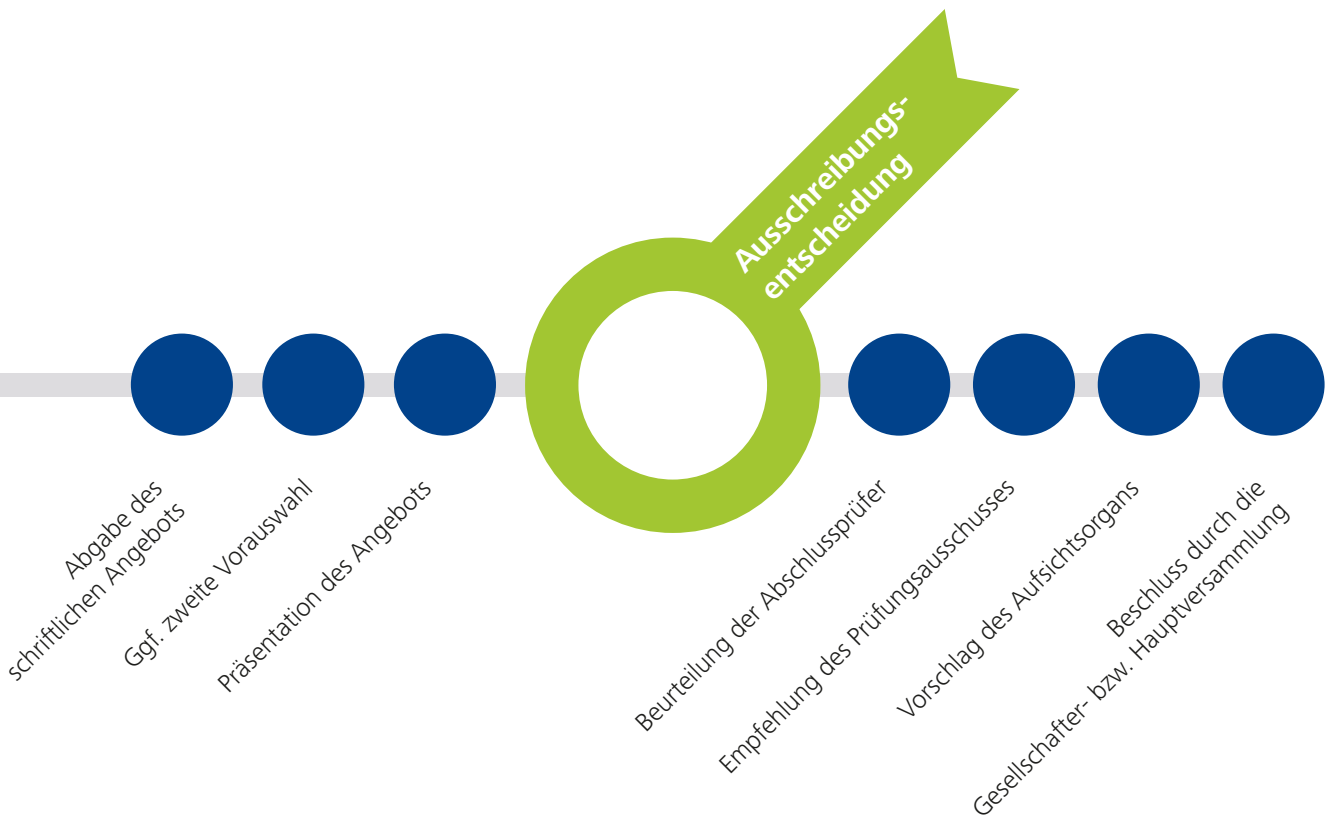 Ausschreibungs-
entscheidung
Abgabe des
schriftlichen Angebots
Ggf. zweite Vorauswahl
Präsentation des Angebots
Beurteilung der Abschlussprüfer
Empfehlung des Prüfungsausschusses
Vorschlag des Aufsichtsorgans
Beschluss durch die
Gesellschafter- bzw. Hauptversammlung